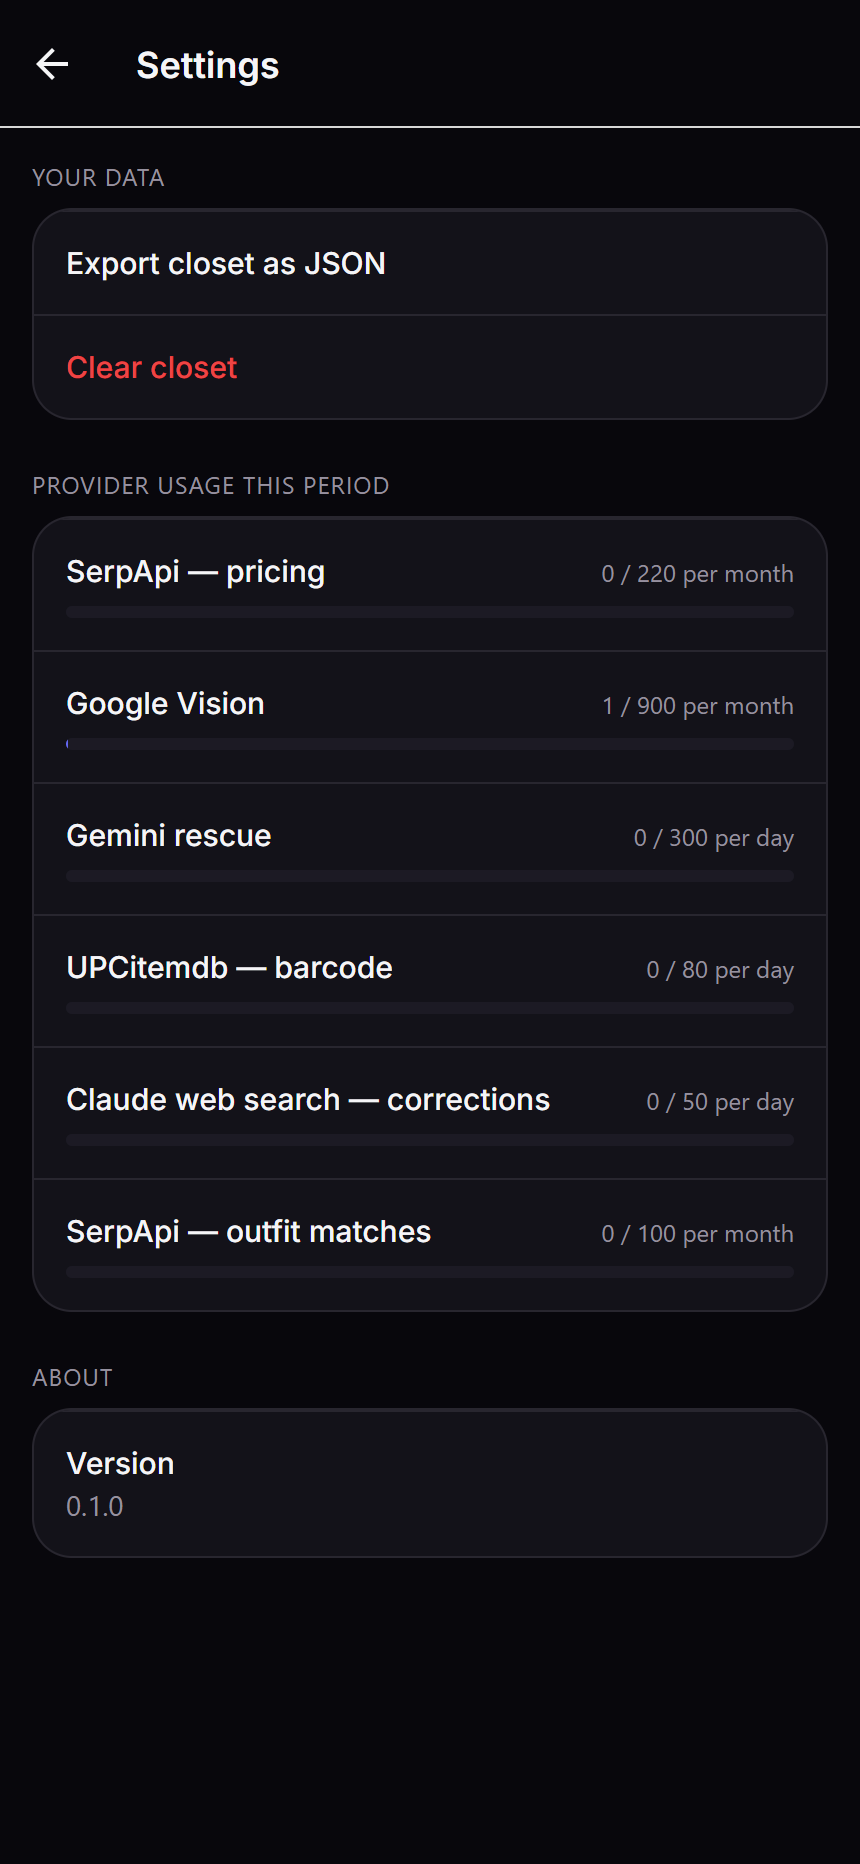 Settings
YOUR DATA
Export closet as JSON
Clear closet
PROVIDER USAGE THIS PERIOD
SerpApi — pricing
0 / 220 per month
Google Vision
1 / 900 per month
Gemini rescue
0 / 300 per day
UPCitemdb — barcode
0 / 80 per day
Claude web search — corrections
0 / 50 per day
SerpApi — outfit matches
0 / 100 per month
ABOUT
Version
0.1.0